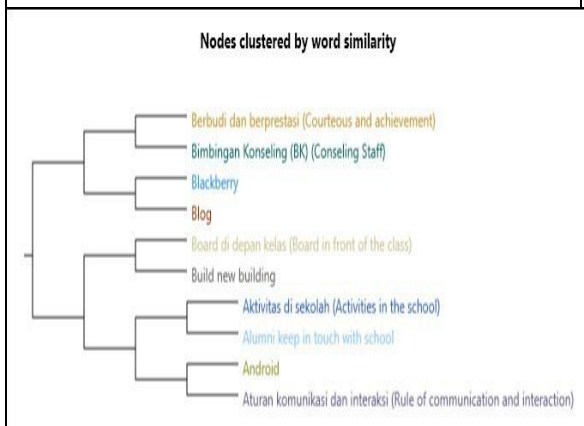 Nodes clustered by word similarity
Berbudi dan berprestasi (Courteous and achievement)
Bimbingan Konseling (BK) (Conseling Staff)
Blackberry
Blog
Board di depan kelas (Board in front of the class)
Build new building
Aktivitas di sekolah (Activities in the school)
Alumni keep in touch with school
Android
Aturan komunikasi dan interaksi (Rule of communication and interaction)